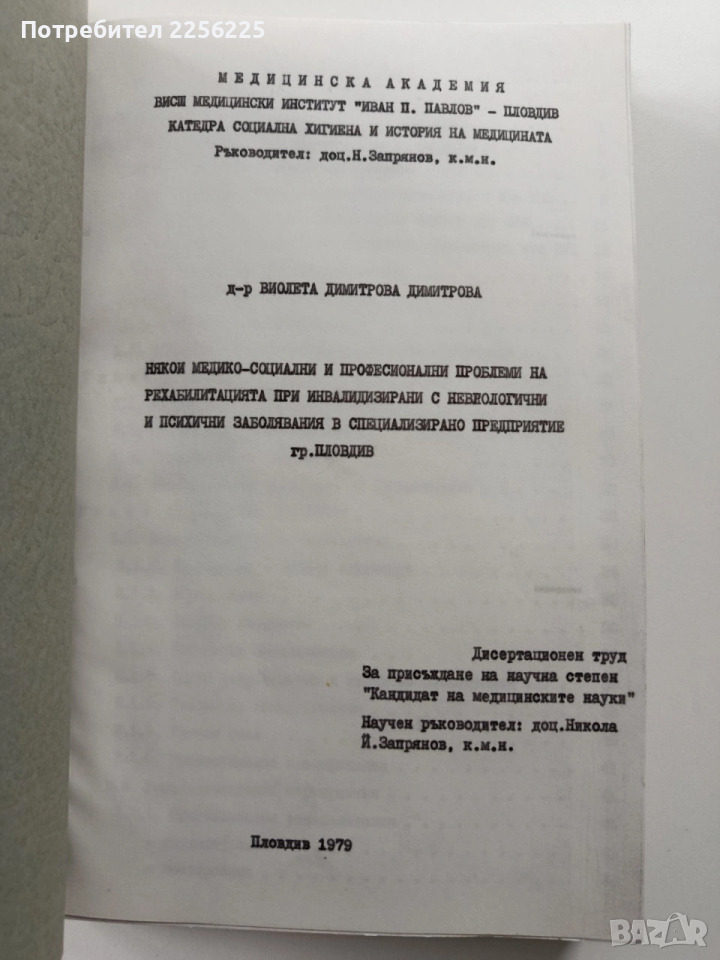 Потребител 2256225
МЕДИЦИНСКА АКАДЕМИЯ
ВИСШ МЕДИЦИНСКИ ИНСТИТУТ "ИВАН П. ПАВЛОВ" - ПЛОВДИВ
КАТЕДРА СОЦИАЛНА ХИГИЕНА И ИСТОРИЯ НА МЕДИЦИНАТА
Ръководител: доц.Н.Запрянов, к.м.н.
д-р ВИОЛЕТА ДИМИТРОВА ДИМИТРОВА
НЯКОИ МЕДИКО-СОЦИАЛНИ И ПРОФЕСИОНАЛНИ ПРОБЛЕМИ НА
РЕХАБИЛИТАЦИЯТА ПРИ ИНВАЛИДИЗИРАНИ С НЕВРОЛОГИЧНИ
И ПСИХИЧНИ ЗАБОЛЯВАНИЯ В СПЕЦИАЛИЗИРАНО ПРЕДПРИЯТИЕ
гр.ПЛОВДИВ
Дисертационен труд
За присъждане на научна степен
"Кандидат на медицинските науки"
Научен ръководител: доц.Никола
Й.Запрянов, к.м.н.
Пловдив 1979
BAZAR